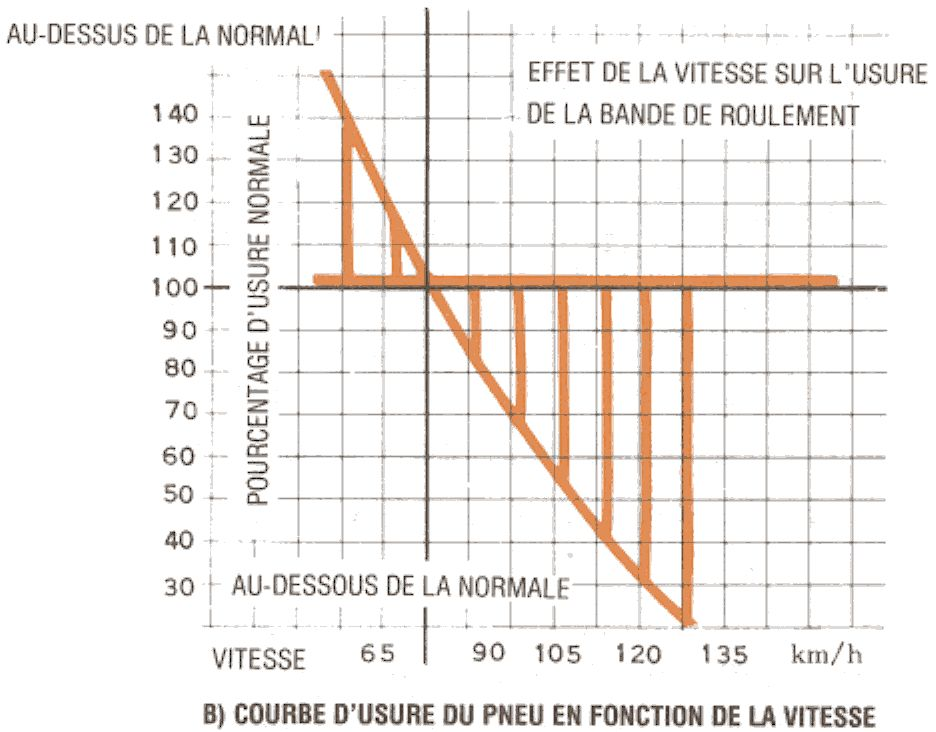 AU-DESSUS DE LA NORMAL
EFFET DE LA VITESSE SUR L'USURE
DE LA BANDE DE ROULEMENT
140
130
120
110
100
90
80
70
60
50
40
30
POURCENTAGE D'USURE NORMALE
AU-DESSOUS DE LA NORMALE
VITESSE 65 90 105 120 135 km/h
B) COURBE D'USURE DU PNEU EN FONCTION DE LA VITESSE